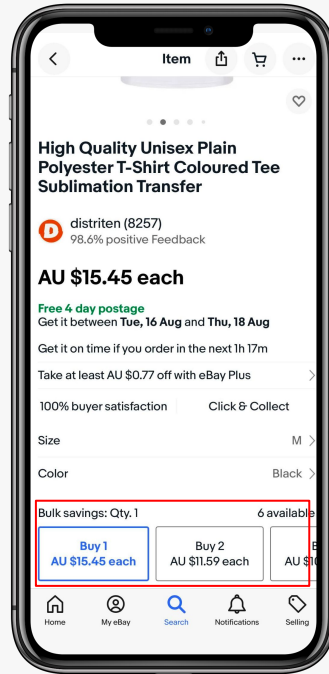 Item
High Quality Unisex Plain
Polyester T-Shirt Coloured Tee
Sublimation Transfer
distriten (8257)
98.6% positive Feedback
AU $15.45 each
Free 4 day postage
Get it between Tue, 16 Aug and Thu, 18 Aug
Get it on time if you order in the next 1h 17m
Take at least AU $0.77 off with eBay Plus
100% buyer satisfaction Click & Collect
Size M
Color Black
Bulk savings: Qty. 1 6 available
Buy 1 Buy 2 B
AU $15.45 each AU $11.59 each AU $10
Home My eBay Search Notifications Selling